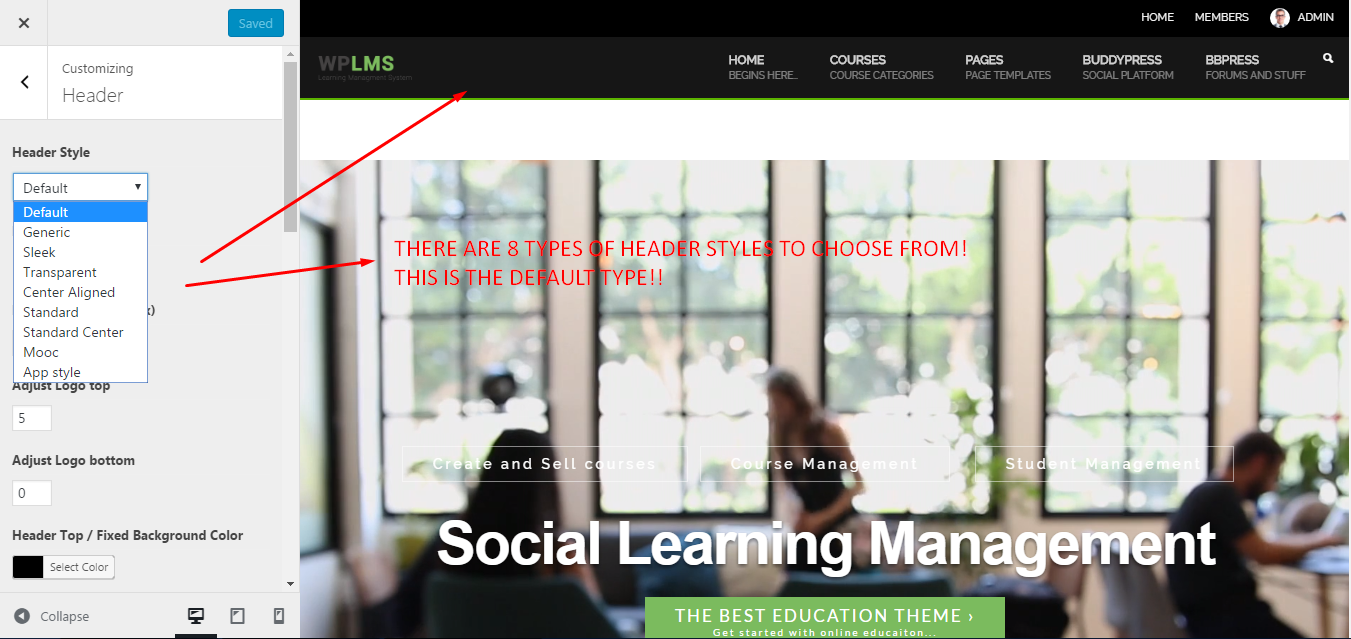 Saved
Customizing
Header
Header Style
Default
Default
Generic
Sleek
Transparent
Center Aligned
Standard
Standard Center
Mooc
App style
x)
Adjust Logo top
5
Adjust Logo bottom
0
Header Top / Fixed Background Color
Select Color
Collapse
HOME MEMBERS ADMIN
WPLMS
Learning Managment System
HOME COURSES PAGES BUDDYPRESS BBPRESS
BEGINS HERE.. COURSE CATEGORIES PAGE TEMPLATES SOCIAL PLATFORM FORUMS AND STUFF
THERE ARE 8 TYPES OF HEADER STYLES TO CHOOSE FROM!
THIS IS THE DEFAULT TYPE!!
Create and Sell courses Course Management Student Management
Social Learning Management
THE BEST EDUCATION THEME ›
Get started with online educaiton...